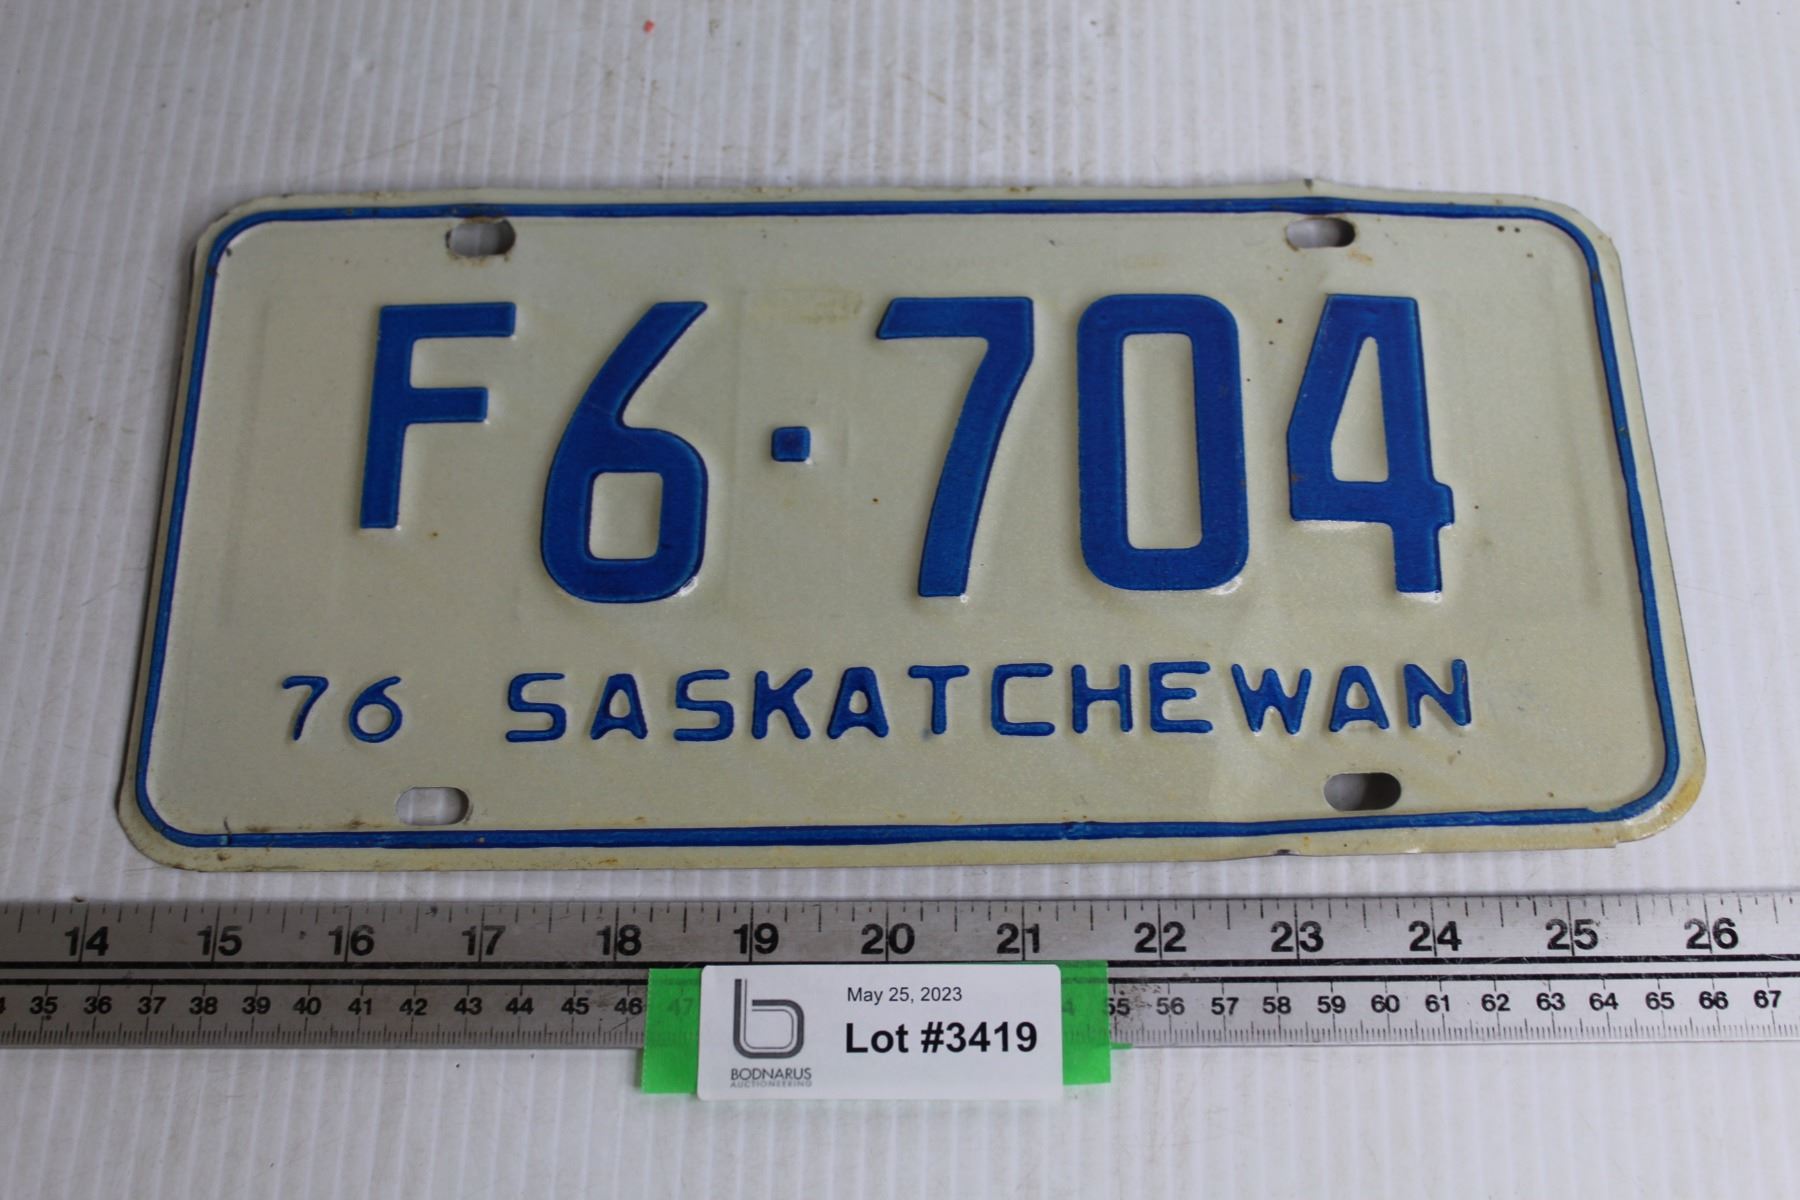 F6·704
76 SASKATCHEWAN
14 15 16 17 18 19 20 21 22 23 24 25 26
35 36 37 38 39 40 41 42 43 44 45 46 47 55 56 57 58 59 60 61 62 63 64 65 66 67
May 25, 2023
Lot #3419
BODNARUS
AUCTIONEERING